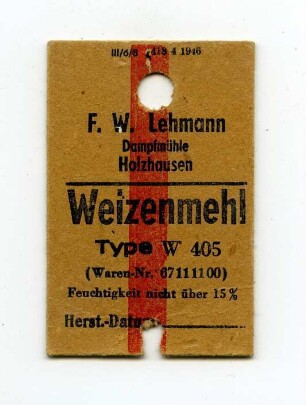 III/6/8 418 4 1946
F. W. Lehmann
Dampfmühle
Holzhausen
Weizenmehl
Type W 405
(Waren-Nr. 67111100)
Feuchtigkeit nicht über 15%
Herst.-Datum